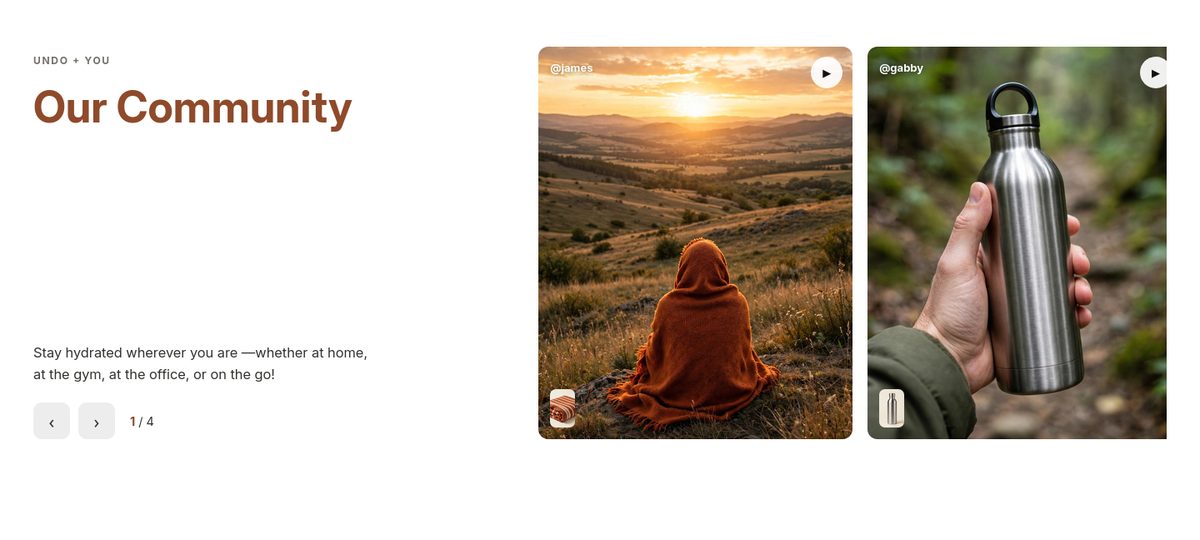 UNDO + YOU
Our Community
Stay hydrated wherever you are —whether at home,
at the gym, at the office, or on the go!
1 / 4
@james
@gabby